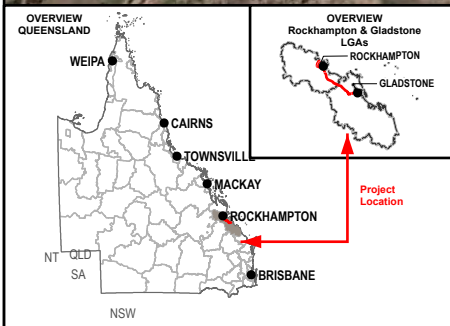 OVERVIEW
QUEENSLAND
WEIPA
CAIRNS
TOWNSVILLE
MACKAY
ROCKHAMPTON
BRISBANE
NT
QLD
SA
NSW
OVERVIEW
Rockhampton & Gladstone
LGAs
ROCKHAMPTON
GLADSTONE
Project
Location